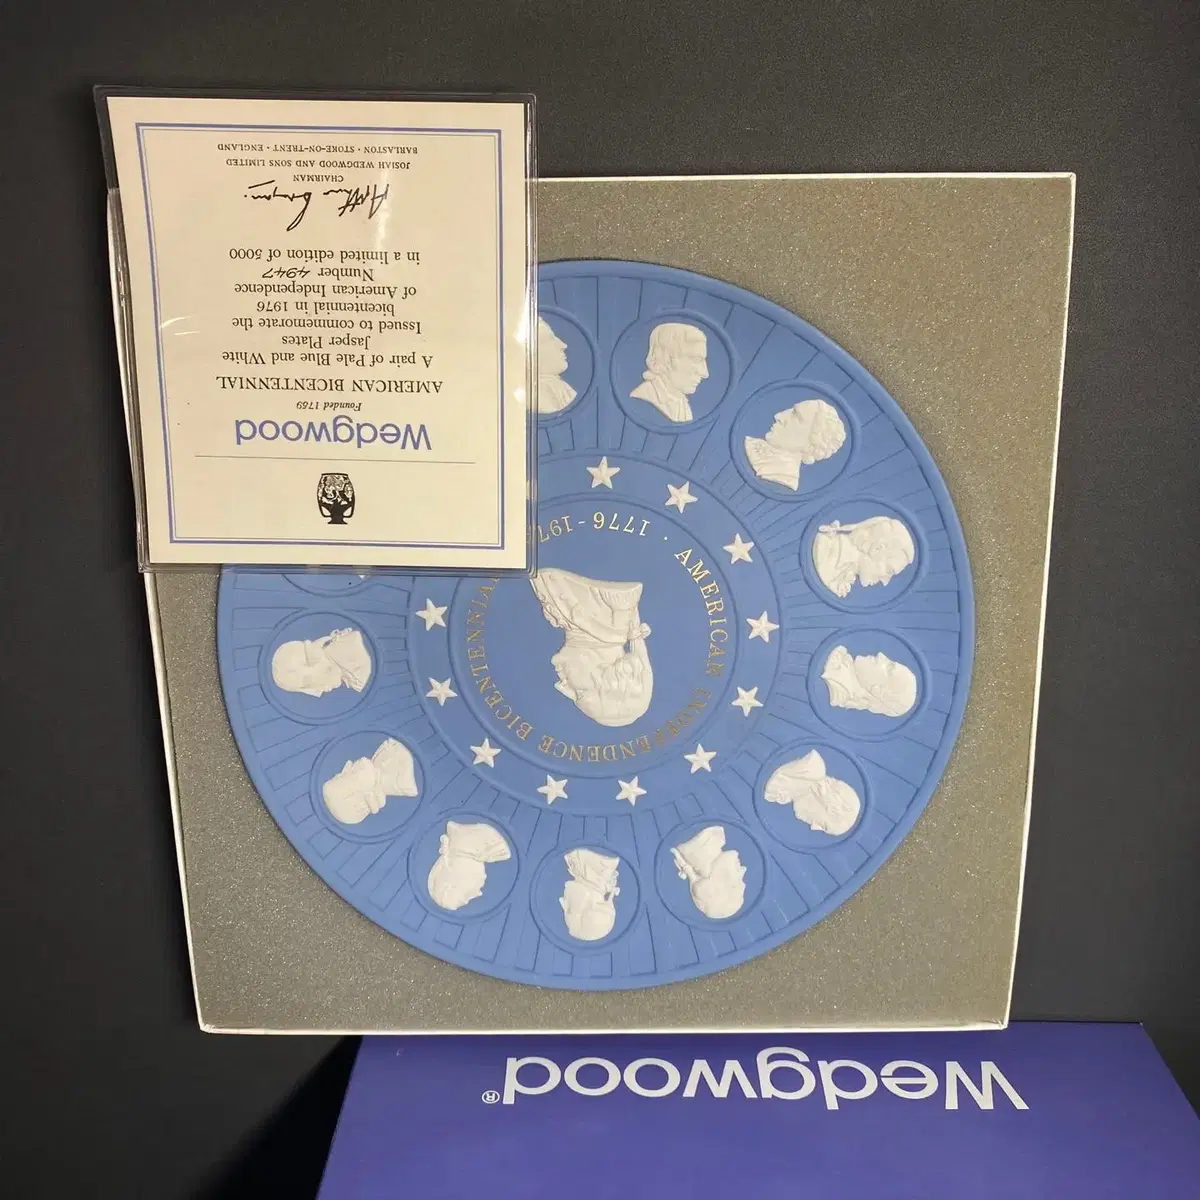 Wedgwood
Founded 1759
AMERICAN BICENTENNIAL
A pair of Pale Blue and White
Jasper Plates
Issued to commemorate the
bicentennial in 1976
of American Independence
Number 4947
in a limited edition of 5000
CHAIRMAN
JOSIAH WEDGWOOD AND SONS LIMITED
BARLASTON · STOKE-ON-TRENT · ENGLAND
AMERICAN INDEPENDENCE BICENTENNIAL
1776 - 197
Wedgwood®